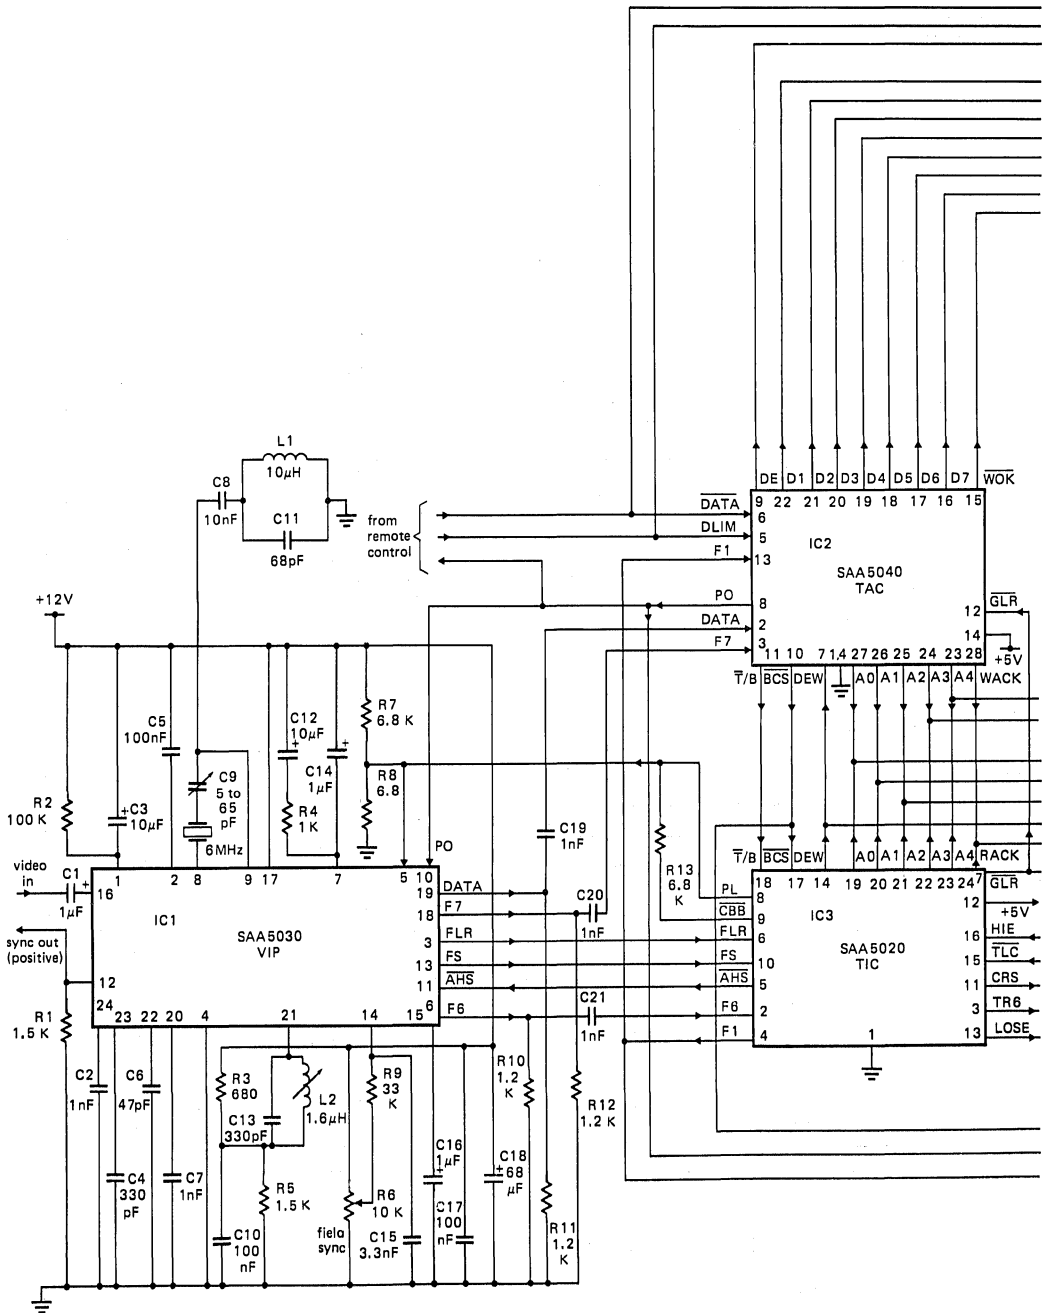 DE
D1
D2
D3
D4
D5
D6
D7
WOK
9
22
21
20
19
18
17
16
15
DATA
6
DLIM
5
F1
13
PO
8
DATA
2
F7
3
IC2
SAA5040
TAC
GLR
12
14
+5V
11
10
7
1,4
27
26
25
24
23
28
T/B
BCS
DEW
A0
A1
A2
A3
A4
WACK
from
remote
control
L1
10µH
C8
10nF
C11
68pF
+12V
R2
100 K
+
C3
10µF
C5
100nF
C9
5 to
65
pF
6MHz
C12
10µF
+
R4
1 K
+
C14
1µF
R7
6.8 K
R8
6.8
PO
C19
1nF
R13
6.8
K
video
in
C1
+
1µF
sync out
(positive)
R1
1.5 K
16
1
2
8
9
17
7
5
10
IC1
SAA5030
VIP
19
DATA
18
F7
3
FLR
13
FS
11
AHS
6
F6
12
24
23
22
20
4
21
14
15
C20
1nF
C21
1nF
T/B
BCS
DEW
A0
A1
A2
A3
A4
RACK
18
17
14
19
20
21
22
23
24
7
GLR
PL
8
CBB
9
FLR
6
FS
10
AHS
5
F6
2
F1
4
IC3
SAA5020
TIC
12
+5V
16
HIE
15
TLC
11
CRS
3
TR6
13
LOSE
1
C2
1nF
C4
330
pF
C6
47pF
C7
1nF
R3
680
C10
100
nF
C13
330pF
L2
1.6µH
R5
1.5 K
field
sync
R6
10 K
R9
33
K
C15
3.3nF
C16
1µF
+
C17
100
nF
+
C18
68
µF
R10
1.2
K
R11
1.2
K
R12
1.2 K